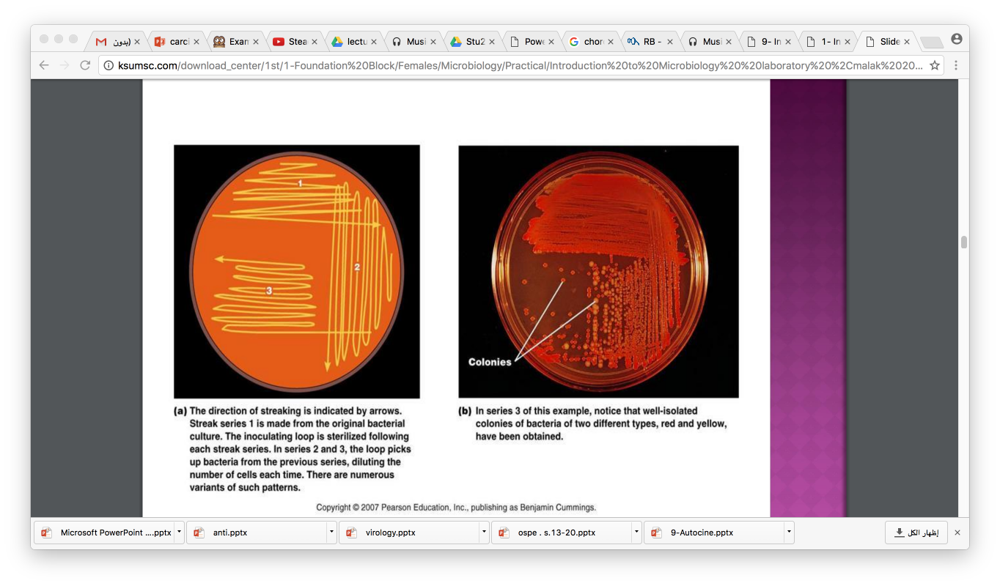 (بدون
carci
Exam
Stea
lectu
Musi
Stu2
Powe
chor
RB -
Musi
9- In
1- In
Slide
ksumsc.com/download_center/1st/1-Foundation%20Block/Females/Microbiology/Practical/Introduction%20to%20Microbiology%20%20laboratory%20%2Cmalak%2020...
1
2
3
Colonies
(a) The direction of streaking is indicated by arrows.
Streak series 1 is made from the original bacterial
culture. The inoculating loop is sterilized following
each streak series. In series 2 and 3, the loop picks
up bacteria from the previous series, diluting the
number of cells each time. There are numerous
variants of such patterns.
(b) In series 3 of this example, notice that well-isolated
colonies of bacteria of two different types, red and yellow,
have been obtained.
Copyright © 2007 Pearson Education, Inc., publishing as Benjamin Cummings.
Microsoft PowerPoint ....pptx
anti.pptx
virology.pptx
ospe . s.13-20.pptx
9-Autocine.pptx
إظهار الكل